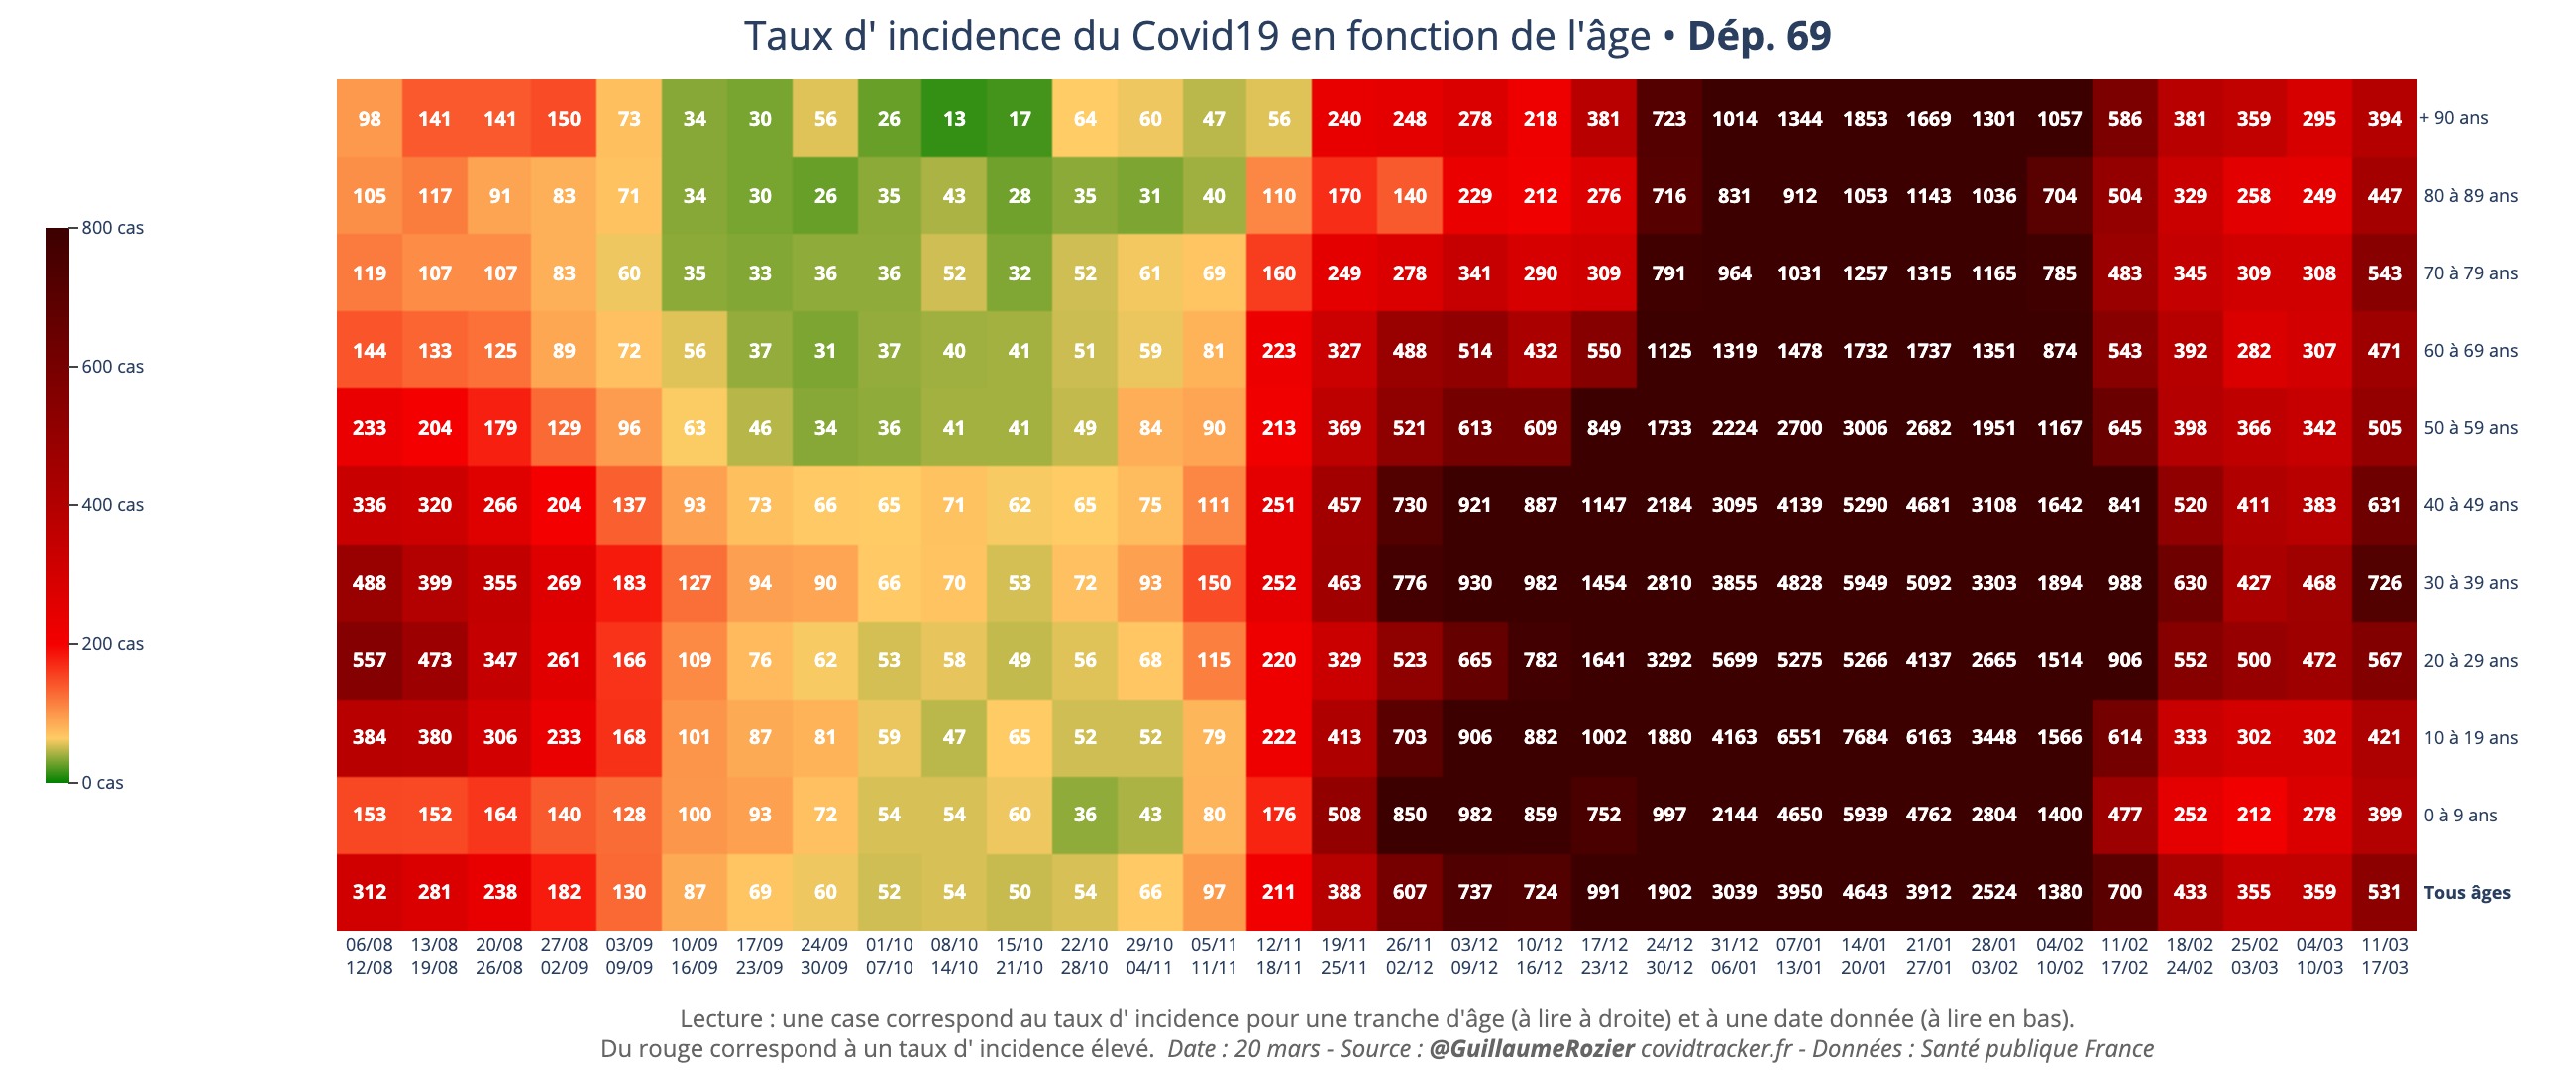 Taux d' incidence du Covid19 en fonction de l'âge • Dép. 69
98 141 141 150 73 34 30 56 26 13 17 64 60 47 56 240 248 278 218 381 723 1014 1344 1853 1669 1301 1057 586 381 359 295 394 + 90 ans
105 117 91 83 71 34 30 26 35 43 28 35 31 40 110 170 140 229 212 276 716 831 912 1053 1143 1036 704 504 329 258 249 447 80 à 89 ans
800 cas
119 107 107 83 60 35 33 36 36 52 32 52 61 69 160 249 278 341 290 309 791 964 1031 1257 1315 1165 785 483 345 309 308 543 70 à 79 ans
144 133 125 89 72 56 37 31 37 40 41 51 59 81 223 327 488 514 432 550 1125 1319 1478 1732 1737 1351 874 543 392 282 307 471 60 à 69 ans
600 cas
233 204 179 129 96 63 46 34 36 41 41 49 84 90 213 369 521 613 609 849 1733 2224 2700 3006 2682 1951 1167 645 398 366 342 505 50 à 59 ans
400 cas
336 320 266 204 137 93 73 66 65 71 62 65 75 111 251 457 730 921 887 1147 2184 3095 4139 5290 4681 3108 1642 841 520 411 383 631 40 à 49 ans
488 399 355 269 183 127 94 90 66 70 53 72 93 150 252 463 776 930 982 1454 2810 3855 4828 5949 5092 3303 1894 988 630 427 468 726 30 à 39 ans
200 cas
557 473 347 261 166 109 76 62 53 58 49 56 68 115 220 329 523 665 782 1641 3292 5699 5275 5266 4137 2665 1514 906 552 500 472 567 20 à 29 ans
384 380 306 233 168 101 87 81 59 47 65 52 52 79 222 413 703 906 882 1002 1880 4163 6551 7684 6163 3448 1566 614 333 302 302 421 10 à 19 ans
0 cas
153 152 164 140 128 100 93 72 54 54 60 36 43 80 176 508 850 982 859 752 997 2144 4650 5939 4762 2804 1400 477 252 212 278 399 0 à 9 ans
312 281 238 182 130 87 69 60 52 54 50 54 66 97 211 388 607 737 724 991 1902 3039 3950 4643 3912 2524 1380 700 433 355 359 531 Tous âges
06/08 13/08 20/08 27/08 03/09 10/09 17/09 24/09 01/10 08/10 15/10 22/10 29/10 05/11 12/11 19/11 26/11 03/12 10/12 17/12 24/12 31/12 07/01 14/01 21/01 28/01 04/02 11/02 18/02 25/02 04/03 11/03
12/08 19/08 26/08 02/09 09/09 16/09 23/09 30/09 07/10 14/10 21/10 28/10 04/11 11/11 18/11 25/11 02/12 09/12 16/12 23/12 30/12 06/01 13/01 20/01 27/01 03/02 10/02 17/02 24/02 03/03 10/03 17/03
Lecture : une case correspond au taux d' incidence pour une tranche d'âge (à lire à droite) et à une date donnée (à lire en bas).
Du rouge correspond à un taux d' incidence élevé. Date : 20 mars - Source : @GuillaumeRozier covidtracker.fr - Données : Santé publique France